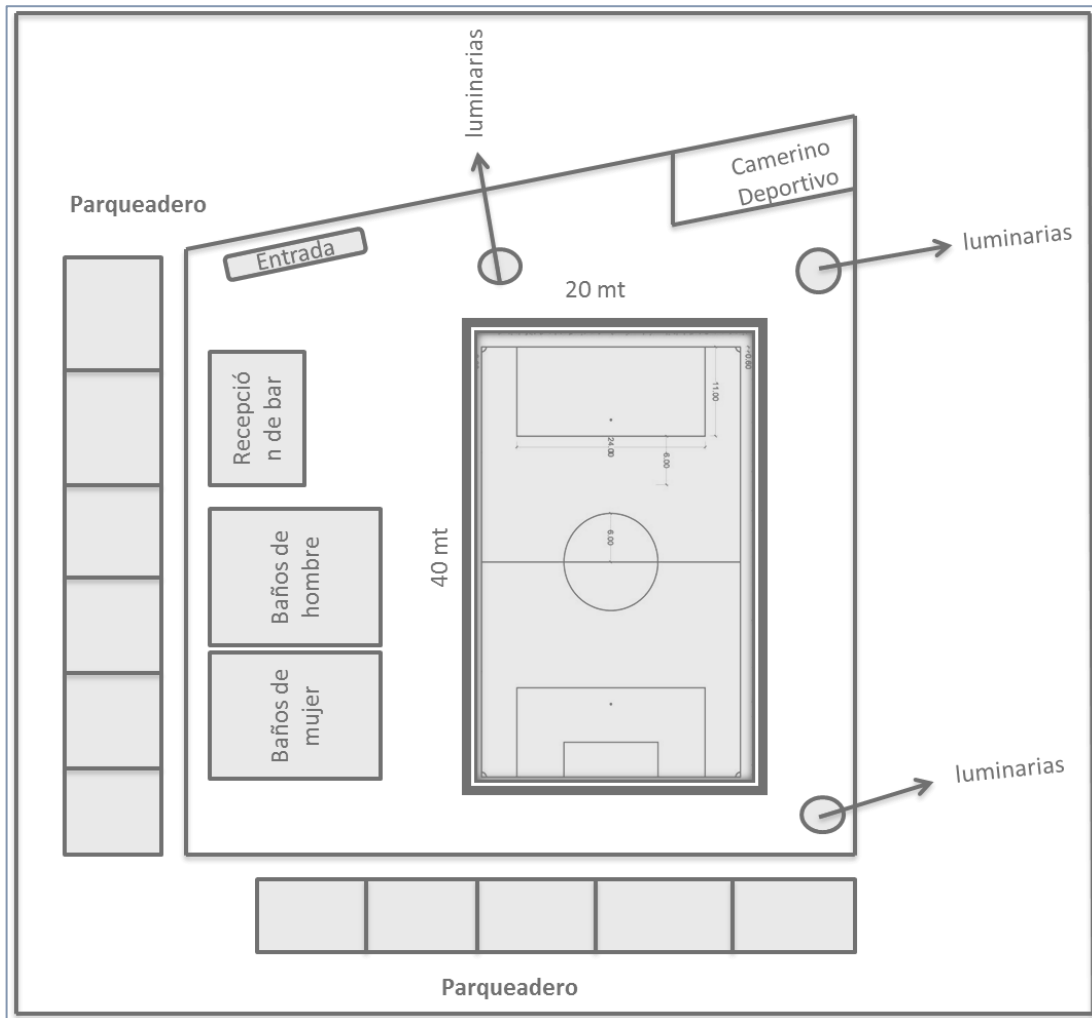 luminarias
Camerino
Deportivo
Parqueadero
luminarias
Entrada
20 mt
Recepció
n de bar
11.00
24.00
6.00
40 mt
6.00
Baños de
hombre
Baños de
mujer
luminarias
Parqueadero